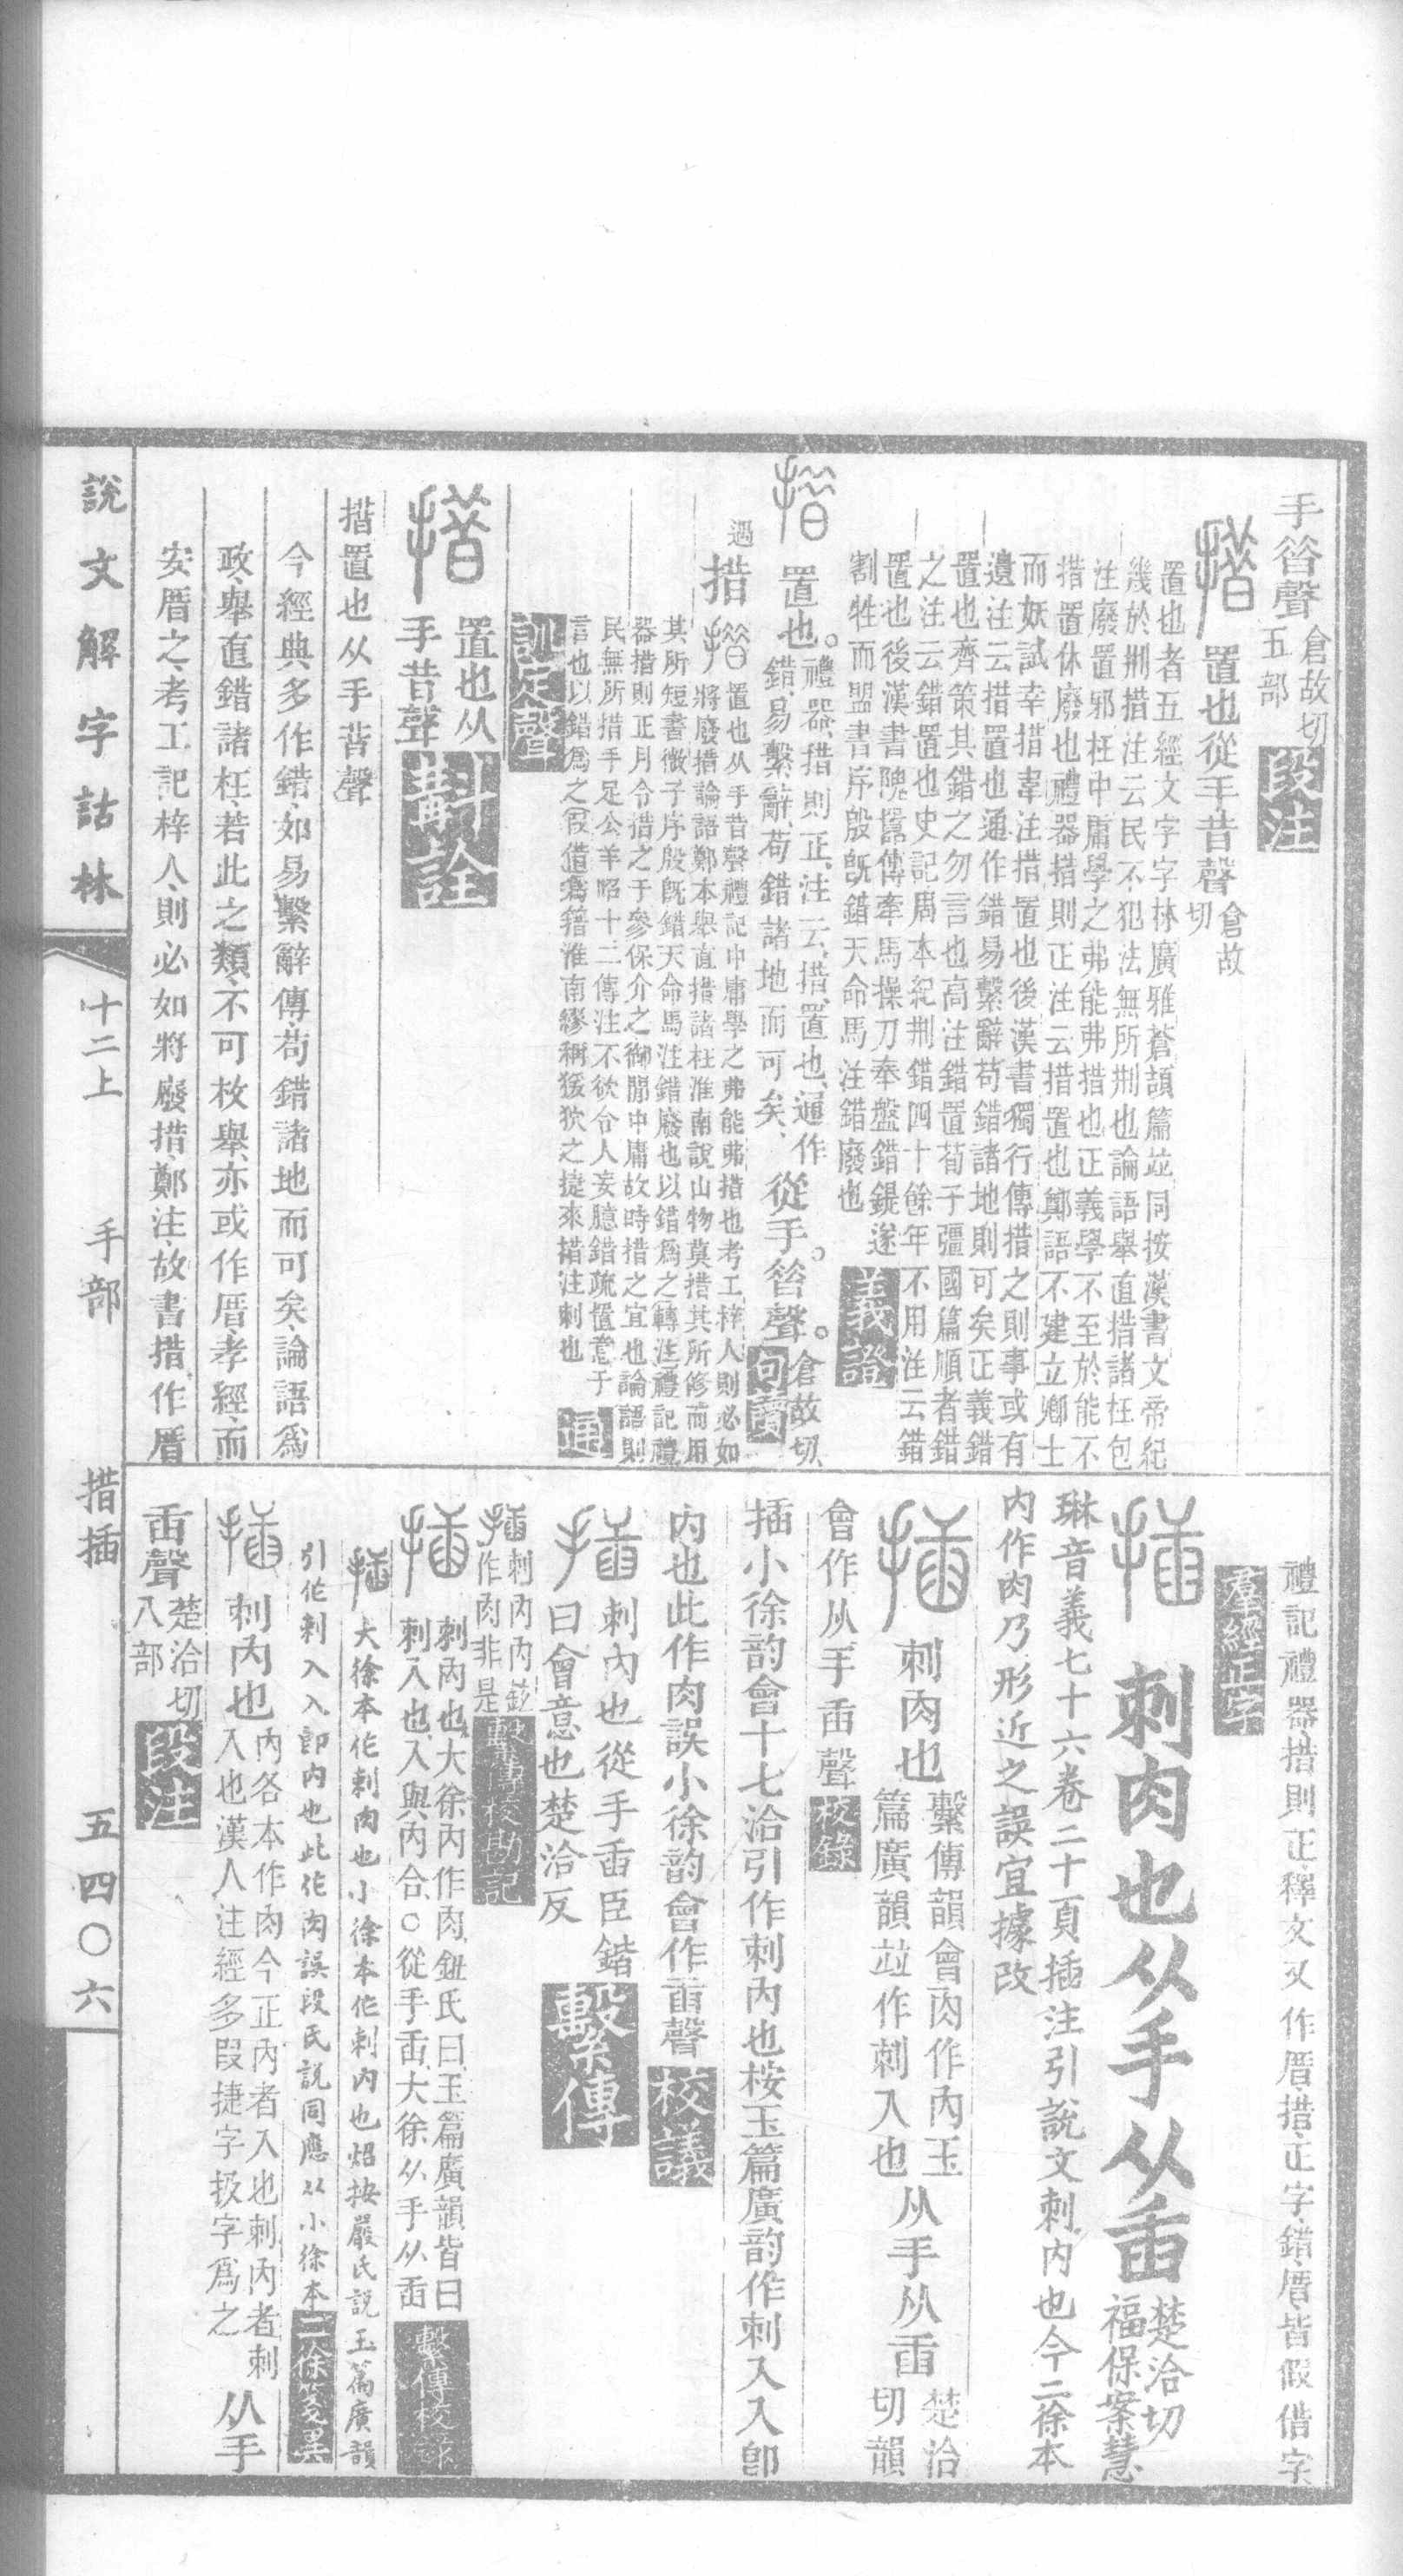 手䇎聲倉故切五部段注
措置也從手昔聲倉故切
置也者五經文字字林廣雅蒼頡篇竝同按漢書文帝紀
幾於荆措注云民不犯法無所荆也論語舉直措諸枉包
注廢置邪枉中庸學之弗能弗措也正義學不至於能不
措置休廢也禮器措則正注云措置也鄭語不建立卿士
而妖試幸措韋注措置也後漢書獨行傳措之則事或有
遺注云措置也通作錯易繫辭苟錯諸地則可矣正義錯
置也齊策其錯之勿言也高注錯置荀子彊國篇順者錯
之注云錯置也史記周本紀荆錯四十餘年不用注云錯
置也後漢書隗囂傳牽馬操刀奉盤錯鍉遂
割牲而盟書序殷旣錯天命馬注錯廢也義證
措置也。禮器、措則正、注云、措、置也、通作錯、易繫辭苟錯諸地而可矣、從手。䇎聲。倉故切句讀
過措措置也从手昔聲禮記中庸學之弗能弗措也考工梓人則必如
將廢措論語鄭本舉直措諸枉淮南說山物莫措其所修而用
其所短書微子序殷旣錯天命馬注錯廢也以錯爲之轉注禮記禮
器措則正月令措之于參保介之御閒中庸故時措之宜也論語則
民無所措手足公羊昭十二傳注不欲令人妄臆錯疏置意于
言也以錯爲之叚借爲籍淮南繆稱猨狖之捷來措注刺也通
訓定聲
措置也从手昔聲斠詮
措置也从手䇎聲
今經典多作錯、如易繫辭傳、苟錯諸地而可矣、論語爲
政、舉直錯諸枉、若此之類、不可枚舉、亦或作厝、孝經、而
安厝之、考工記梓人、則必如將廢措、鄭注、故書措、作厝
說文解字詁林 十二上 手部 措插 五四〇六
禮記禮器、措則正、釋文又作厝、措、正字、錯、厝、皆假借字
羣經正字
插刺肉也从手从臿楚洽切福保案慧
琳音義七十六卷二十頁插注引說文刺內也今二徐本
內作肉乃形近之誤宜據改
插刺肉也繫傳韻會肉作內玉篇廣韻竝作刺入也从手从臿楚洽切韻
會作从手臿聲校錄
插小徐韵會十七洽引作刺內也桉玉篇廣韵作刺入入卽
內也此作肉誤小徐韵會作臿聲校議
插刺內也從手臿臣鍇曰會意也楚洽反繫傳
插刺內內鈙作肉非是繫傳校勘記
插刺內也、大徐內作肉、鈕氏曰、玉篇廣韻皆曰刺入也、入與內合、○從手臿、大徐从手从臿繫傳校錄
插大徐本作刺肉也小徐本作刺內也炤按嚴氏說玉篇廣韻
引作刺入入卽內也此作肉誤段氏說同應从小徐本二徐箋異
插刺內也內各本作肉今正內者入也刺內者刺入也漢人注經多叚捷字扱字爲之从手
臿聲楚洽切八部段注